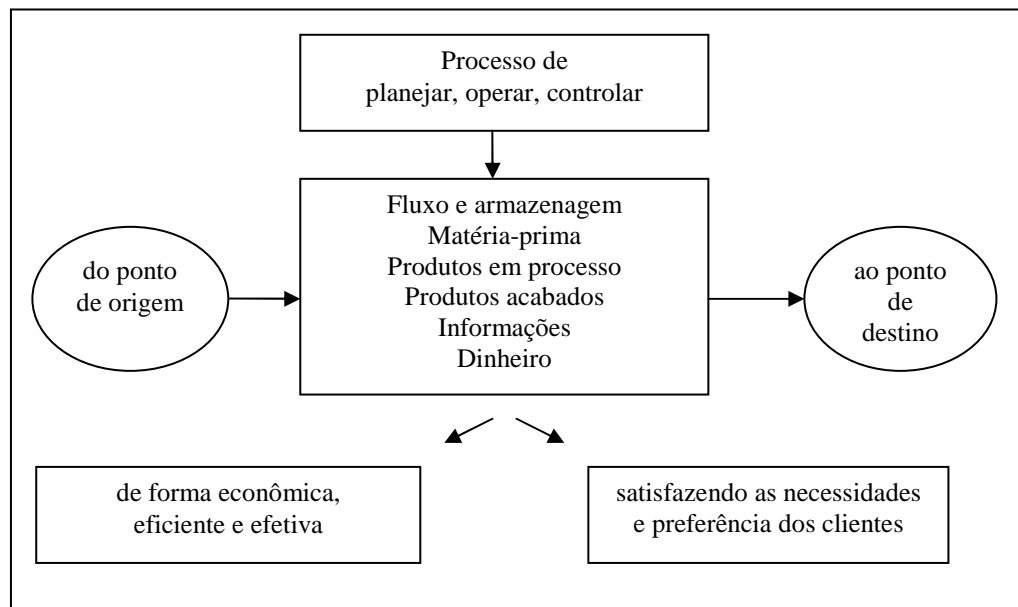 Processo de
planejar, operar, controlar
do ponto
de origem
Fluxo e armazenagem
Matéria-prima
Produtos em processo
Produtos acabados
Informações
Dinheiro
ao ponto
de
destino
de forma econômica,
eficiente e efetiva
satisfazendo as necessidades
e preferência dos clientes